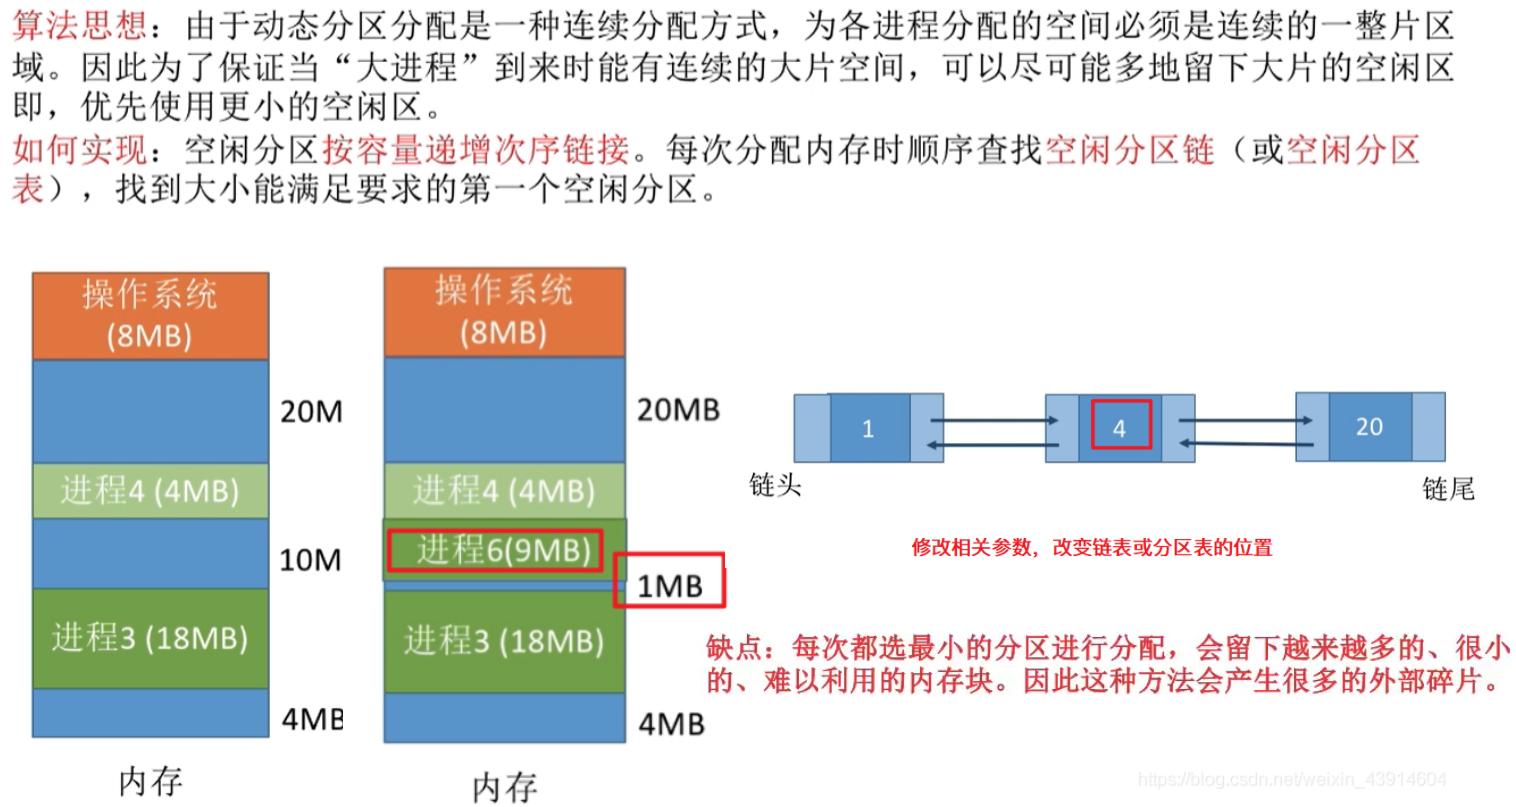 算法思想：由于动态分区分配是一种连续分配方式，为各进程分配的空间必须是连续的一整片区
域。因此为了保证当“大进程”到来时能有连续的大片空间，可以尽可能多地留下大片的空闲区
即，优先使用更小的空闲区。
如何实现：空闲分区按容量递增次序链接。每次分配内存时顺序查找空闲分区链（或空闲分区
表），找到大小能满足要求的第一个空闲分区。
操作系统
(8MB)
20M
进程4 (4MB)
10M
进程3 (18MB)
4MB
内存
操作系统
(8MB)
20MB
进程4 (4MB)
进程6(9MB)
1MB
进程3 (18MB)
4MB
内存
1
4
20
链头
链尾
修改相关参数，改变链表或分区表的位置
缺点：每次都选最小的分区进行分配，会留下越来越多的、很小
的、难以利用的内存块。因此这种方法会产生很多的外部碎片。
https://blog.csdn.net/weixin_43914604